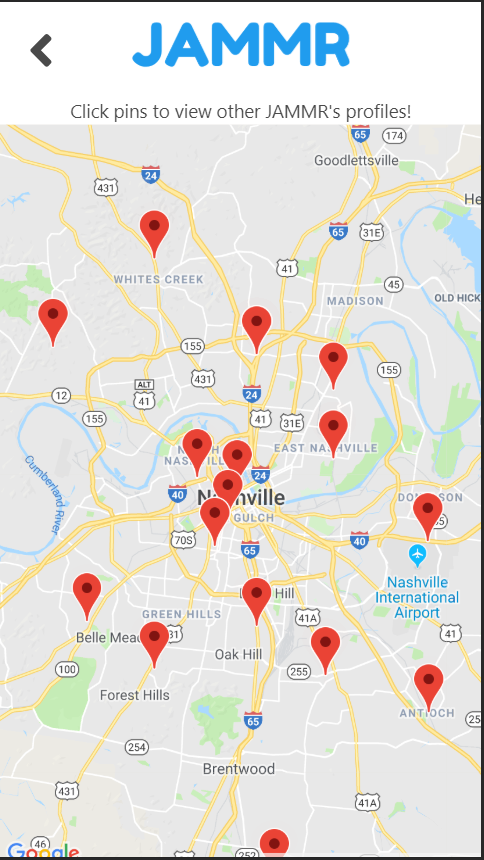 JAMMR
Click pins to view other JAMMR's profiles!
65
174
Goodlettsville
24
431
He
65
31E
WHITES CREEK
41
45
MADISON
OLD HICK
155
155
ALT
41
431
24
12
155
41
31E
EAST NASHVILLE
24
40
Nashville
DONELSON
GULCH
Cumberland River
70S
65
40
Nashville
International
Airport
Hill
41A
GREEN HILLS
31
41
Belle Mea
Oak Hill
100
255
Forest Hills
ANTIOCH
65
25
254
Brentwood
431
41A
46
Google
252